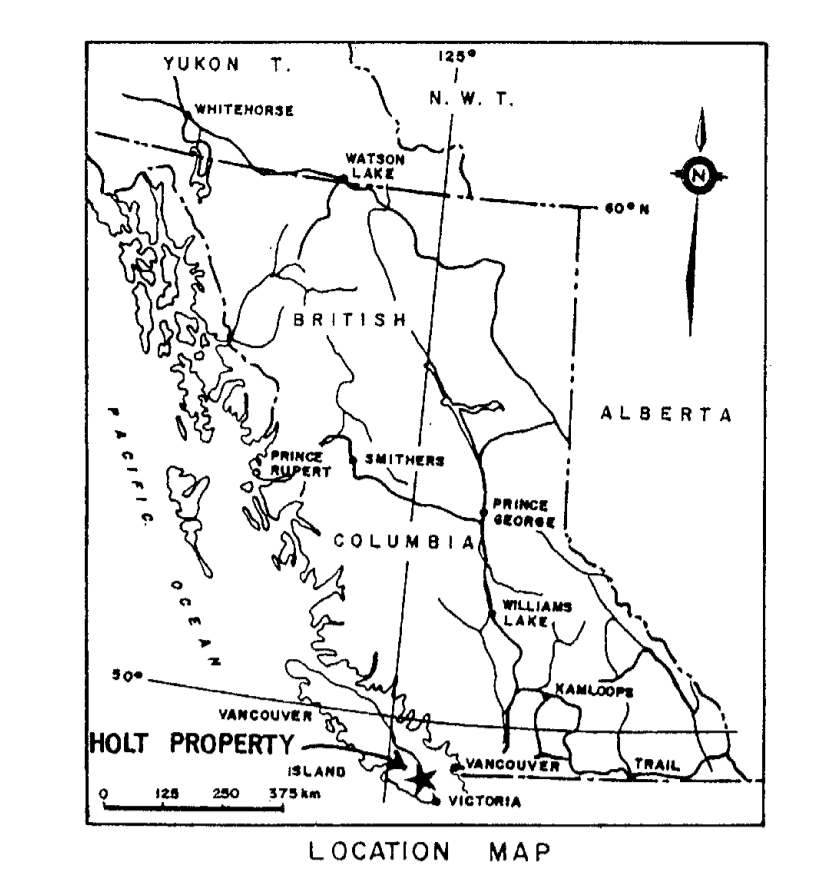 YUKON T.
125°
N. W. T.
WHITEHORSE
WATSON
LAKE
N
60° N
BRITISH
ALBERTA
PACIFIC
OCEAN
PRINCE
RUPERT
SMITHERS
PRINCE
GEORGE
COLUMBIA
WILLIAMS
LAKE
50°
KAMLOOPS
VANCOUVER
HOLT PROPERTY
ISLAND
VANCOUVER
TRAIL
0 125 250 375 km
VICTORIA
LOCATION MAP